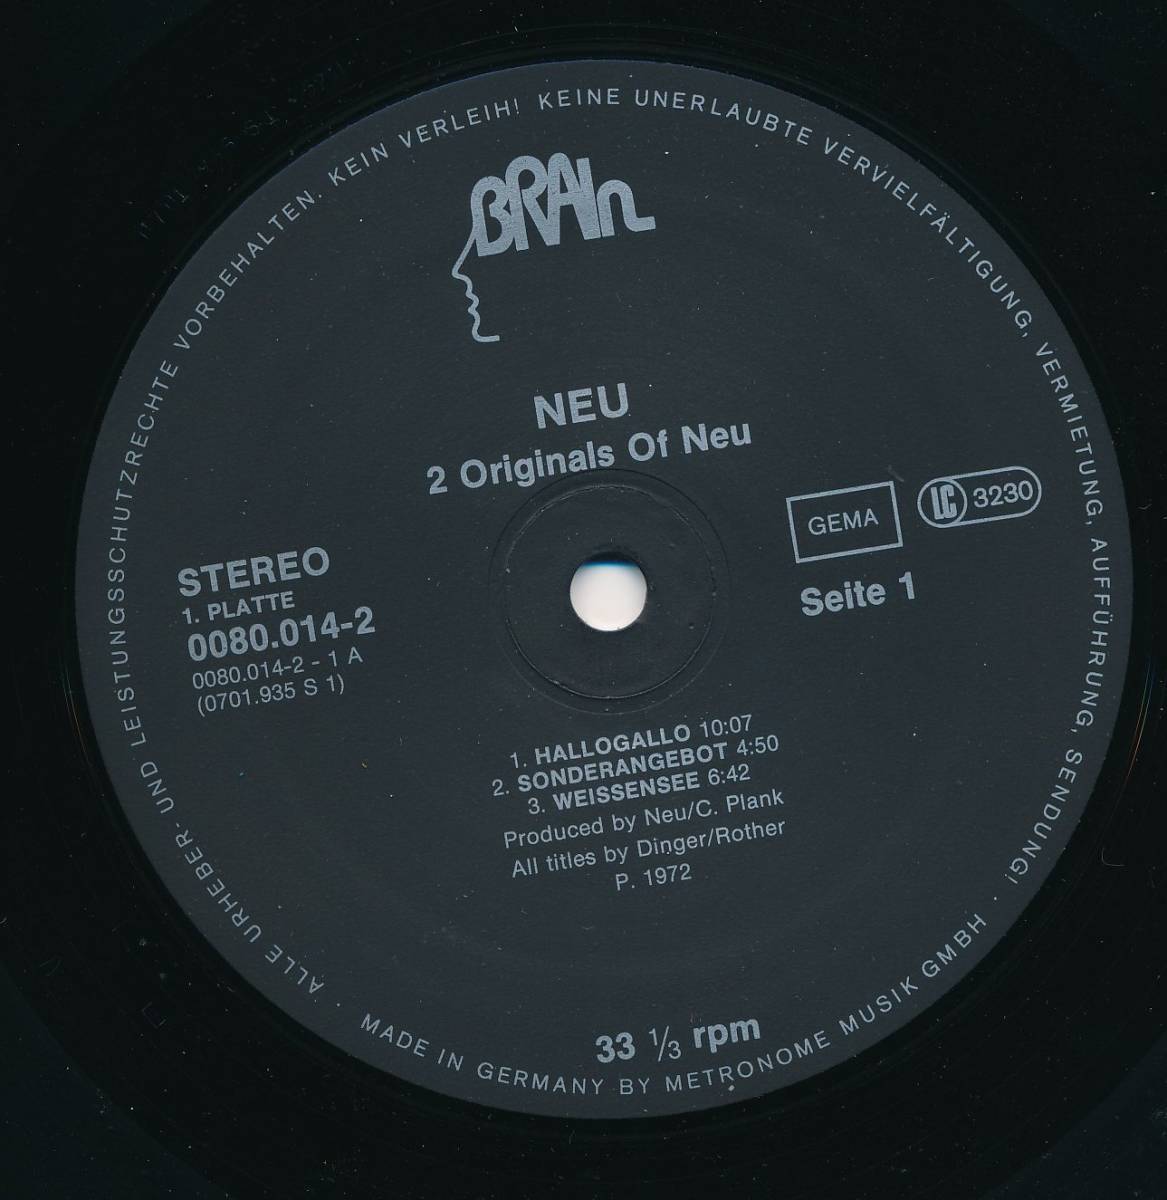 ALLE URHEBER- UND LEISTUNGSSCHUTZRECHTE VORBEHALTEN. KEIN VERLEIH! KEINE UNERLAUBTE VERVIELFÄLTIGUNG, VERMIETUNG, AUFFÜHRUNG, SENDUNG!
BRAIN
NEU
2 Originals Of Neu
GEMA
LC 3230
Seite 1
STEREO
1. PLATTE
0080.014-2
0080.014-2 - 1 A
(0701.935 S 1)
1. HALLOGALLO 10:07
2. SONDERANGEBOT 4:50
3. WEISSENSEE 6:42
Produced by Neu/C. Plank
All titles by Dinger/Rother
P. 1972
33 1/3 rpm
· MADE IN GERMANY BY METRONOME MUSIK GMBH ·